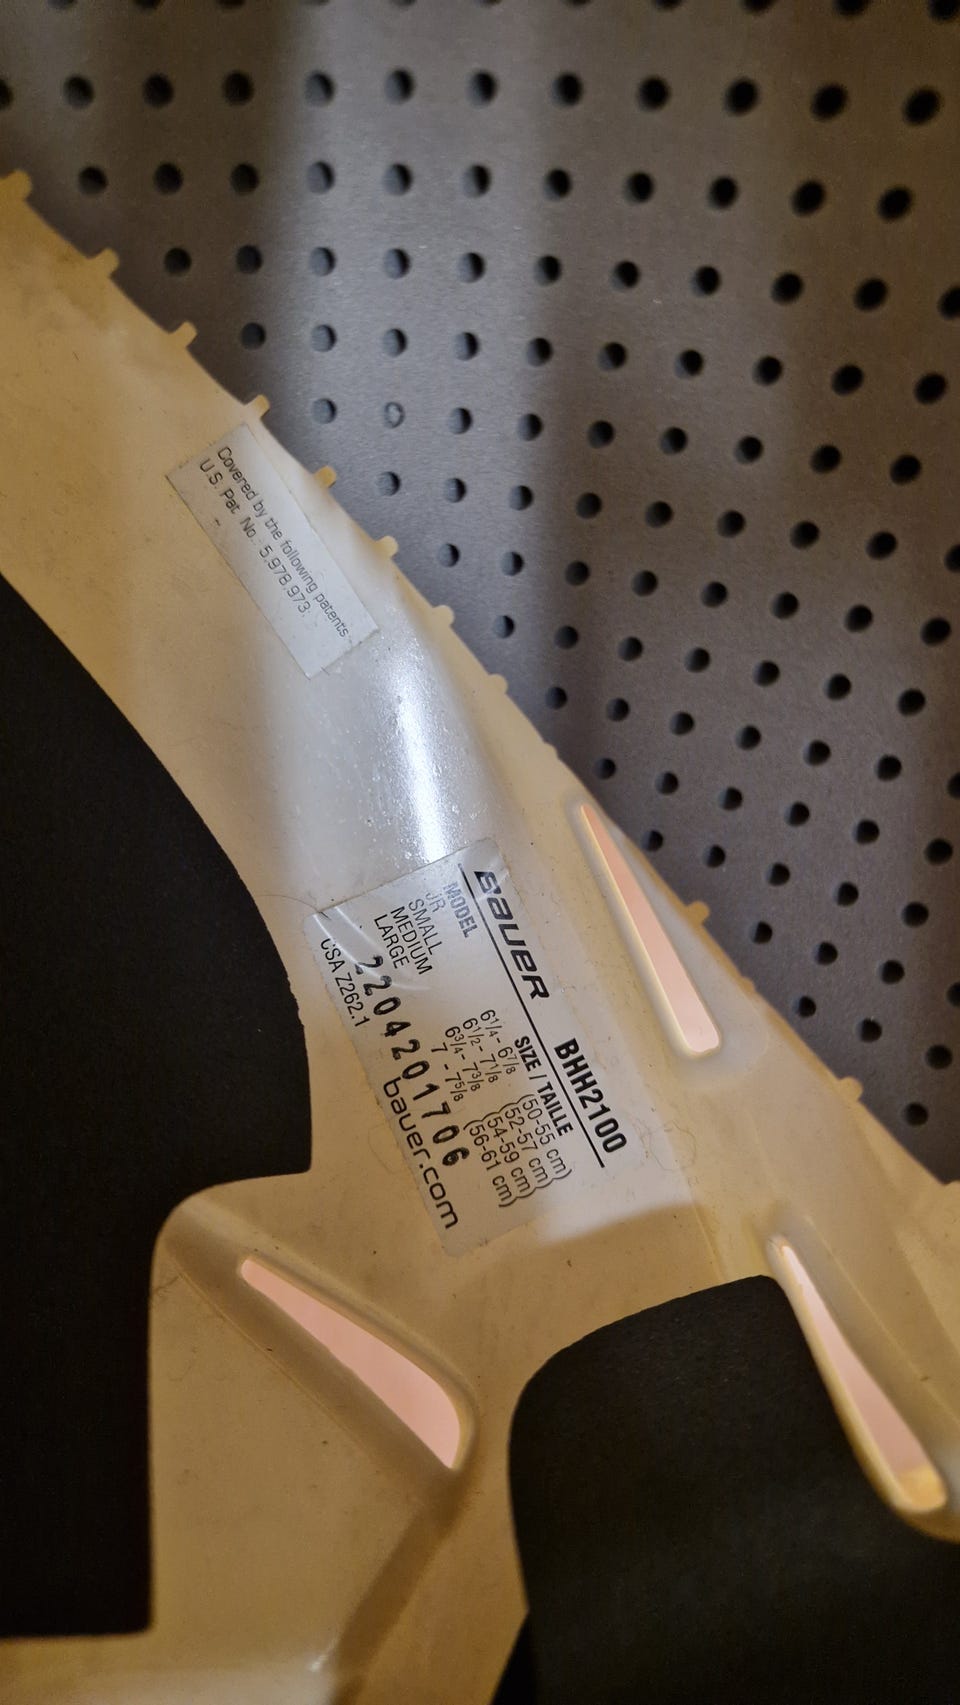 Covered by the following patents
U.S. Pat. No.: 5,978,973.
BAUER BHH2100
MODEL SIZE / TAILLE
JR 6 1/4 - 6 7/8 (50-55 cm)
SMALL 6 1/2 - 7 1/8 (52-57 cm)
MEDIUM 6 3/4 - 7 3/8 (54-59 cm)
LARGE 7 - 7 5/8 (56-61 cm)
2204201706
CSA Z262.1 bauer.com